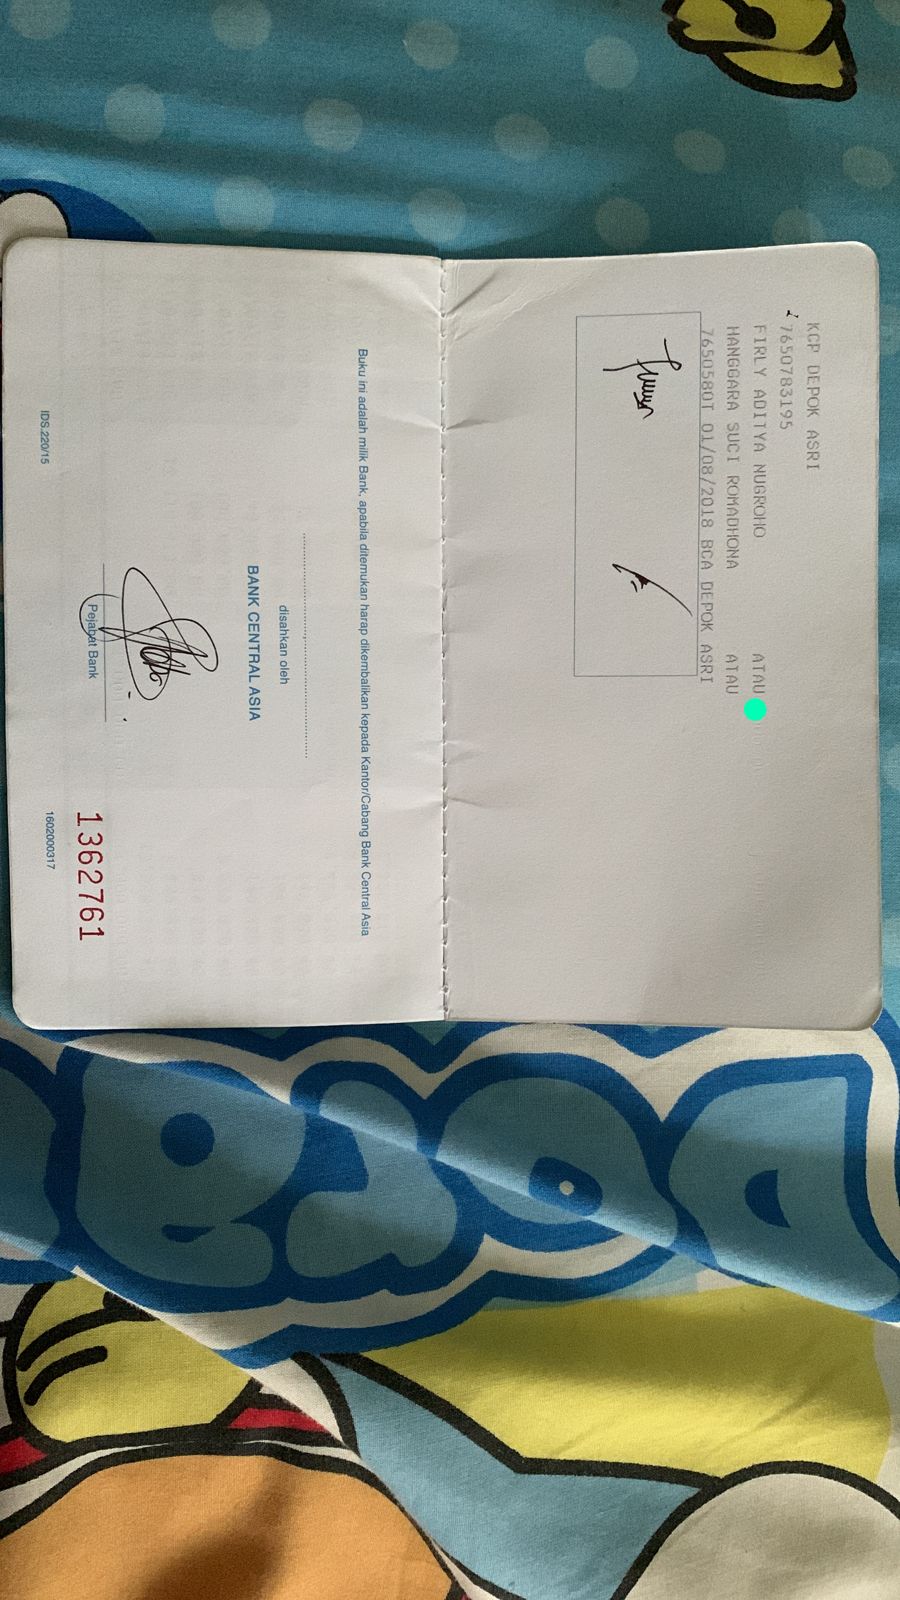 KCP DEPOK ASRI
7650783195
FIRLY ADITYA NUGROHO ATAU
HANGGARA SUCI ROMADHONA ATAU
7650580T 01/08/2018 BCA DEPOK ASRI
Buku ini adalah milik Bank, apabila ditemukan harap dikembalikan kepada Kantor/Cabang Bank Central Asia
disahkan oleh
BANK CENTRAL ASIA
Pejabat Bank
1362761
IDS.220/15 1602000317